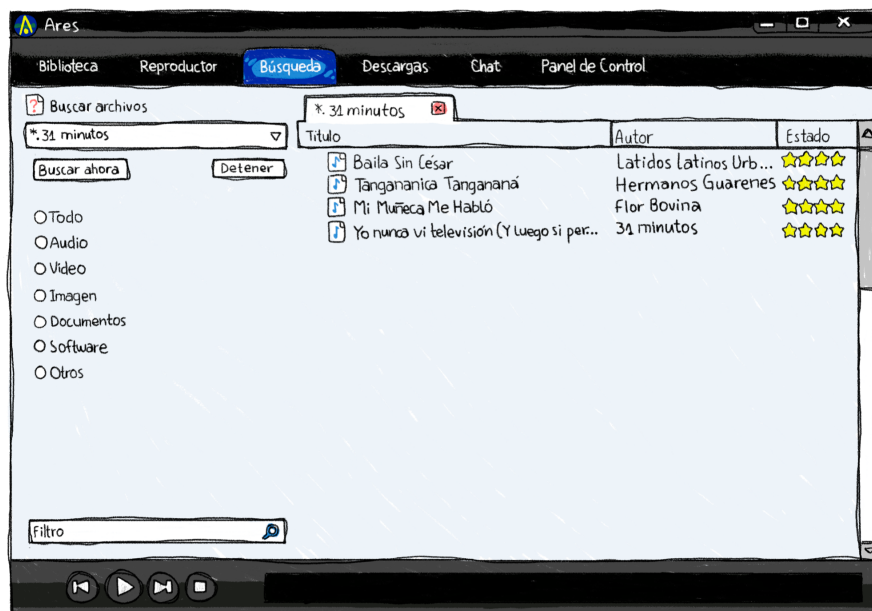 Ares
Biblioteca Reproductor Búsqueda Descargas Chat Panel de Control
Buscar archivos
*.31 minutos
Buscar ahora Detener
Todo
Audio
Video
Imagen
Documentos
Software
Otros
Filtro
*. 31 minutos
Titulo Autor Estado
Baila Sin César Latidos Latinos Urb...
Tangananica Tangananá Hermanos Guarenes
Mi Muñeca Me Habló Flor Bovina
Yo nunca vi televisión (Y luego si per... 31 minutos